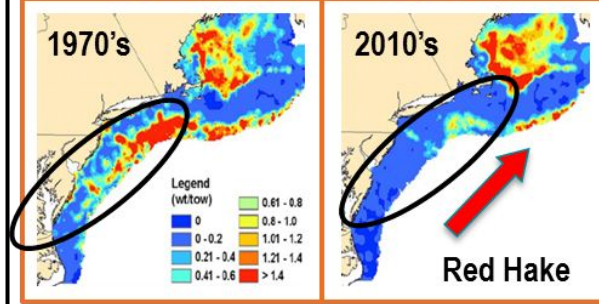 1970's
2010's
Legend
(wt/tow)
0
0 - 0.2
0.21 - 0.4
0.41 - 0.6
0.61 - 0.8
0.8 - 1.0
1.01 - 1.2
1.21 - 1.4
> 1.4
Red Hake